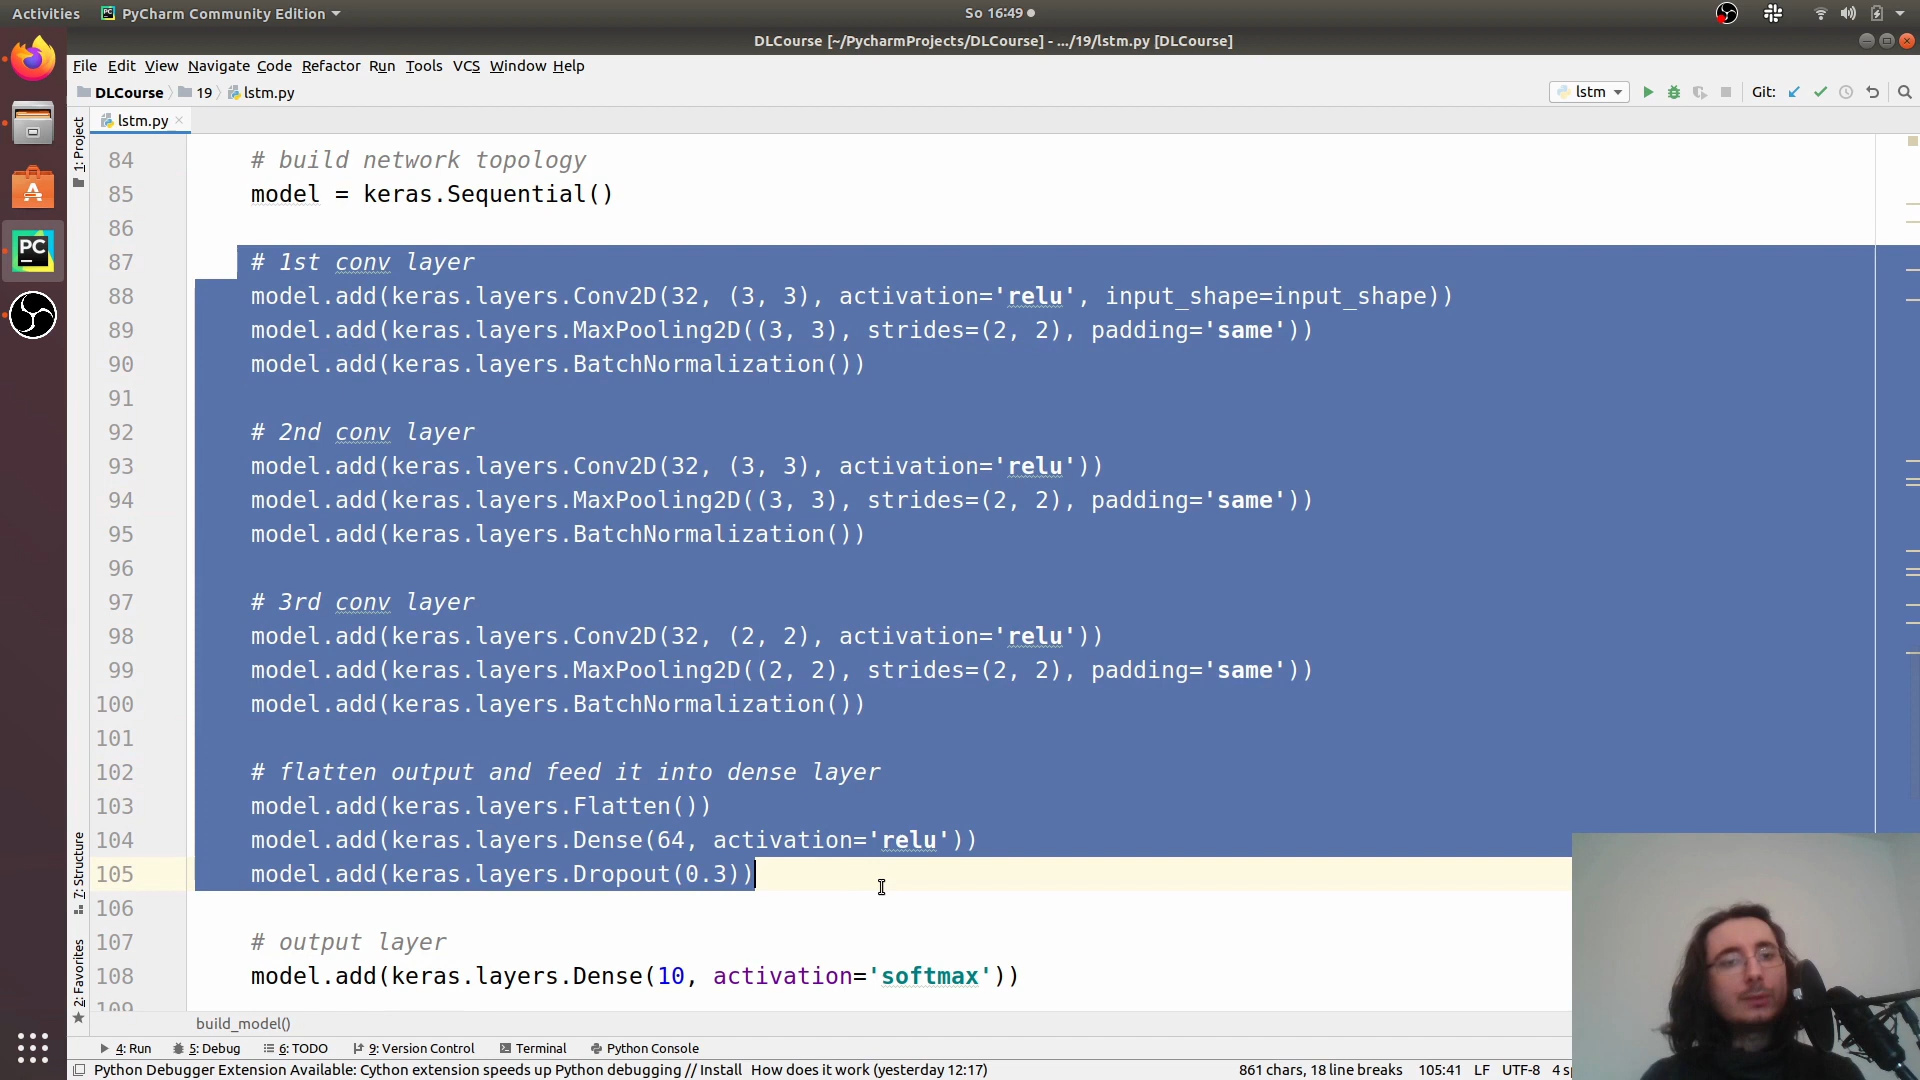 Activities
PyCharm Community Edition
So 16:49
DLCourse [~/PycharmProjects/DLCourse] - .../19/lstm.py [DLCourse]
File Edit View Navigate Code Refactor Run Tools VCS Window Help
DLCourse 19 lstm.py
lstm
Git:
1: Project
lstm.py
84 # build network topology
85 model = keras.Sequential()
86
87 # 1st conv layer
88 model.add(keras.layers.Conv2D(32, (3, 3), activation='relu', input_shape=input_shape))
89 model.add(keras.layers.MaxPooling2D((3, 3), strides=(2, 2), padding='same'))
90 model.add(keras.layers.BatchNormalization())
91
92 # 2nd conv layer
93 model.add(keras.layers.Conv2D(32, (3, 3), activation='relu'))
94 model.add(keras.layers.MaxPooling2D((3, 3), strides=(2, 2), padding='same'))
95 model.add(keras.layers.BatchNormalization())
96
97 # 3rd conv layer
98 model.add(keras.layers.Conv2D(32, (2, 2), activation='relu'))
99 model.add(keras.layers.MaxPooling2D((2, 2), strides=(2, 2), padding='same'))
100 model.add(keras.layers.BatchNormalization())
101
102 # flatten output and feed it into dense layer
103 model.add(keras.layers.Flatten())
104 model.add(keras.layers.Dense(64, activation='relu'))
105 model.add(keras.layers.Dropout(0.3))
106
107 # output layer
108 model.add(keras.layers.Dense(10, activation='softmax'))
109
7: Structure
2: Favorites
build_model()
4: Run 5: Debug 6: TODO 9: Version Control Terminal Python Console
Python Debugger Extension Available: Cython extension speeds up Python debugging // Install How does it work (yesterday 12:17)
861 chars, 18 line breaks 105:41 LF UTF-8 4